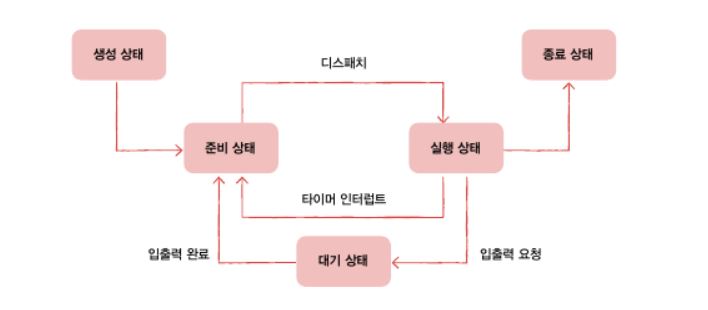 생성 상태
종료 상태
디스패치
준비 상태
실행 상태
타이머 인터럽트
입출력 완료
대기 상태
입출력 요청